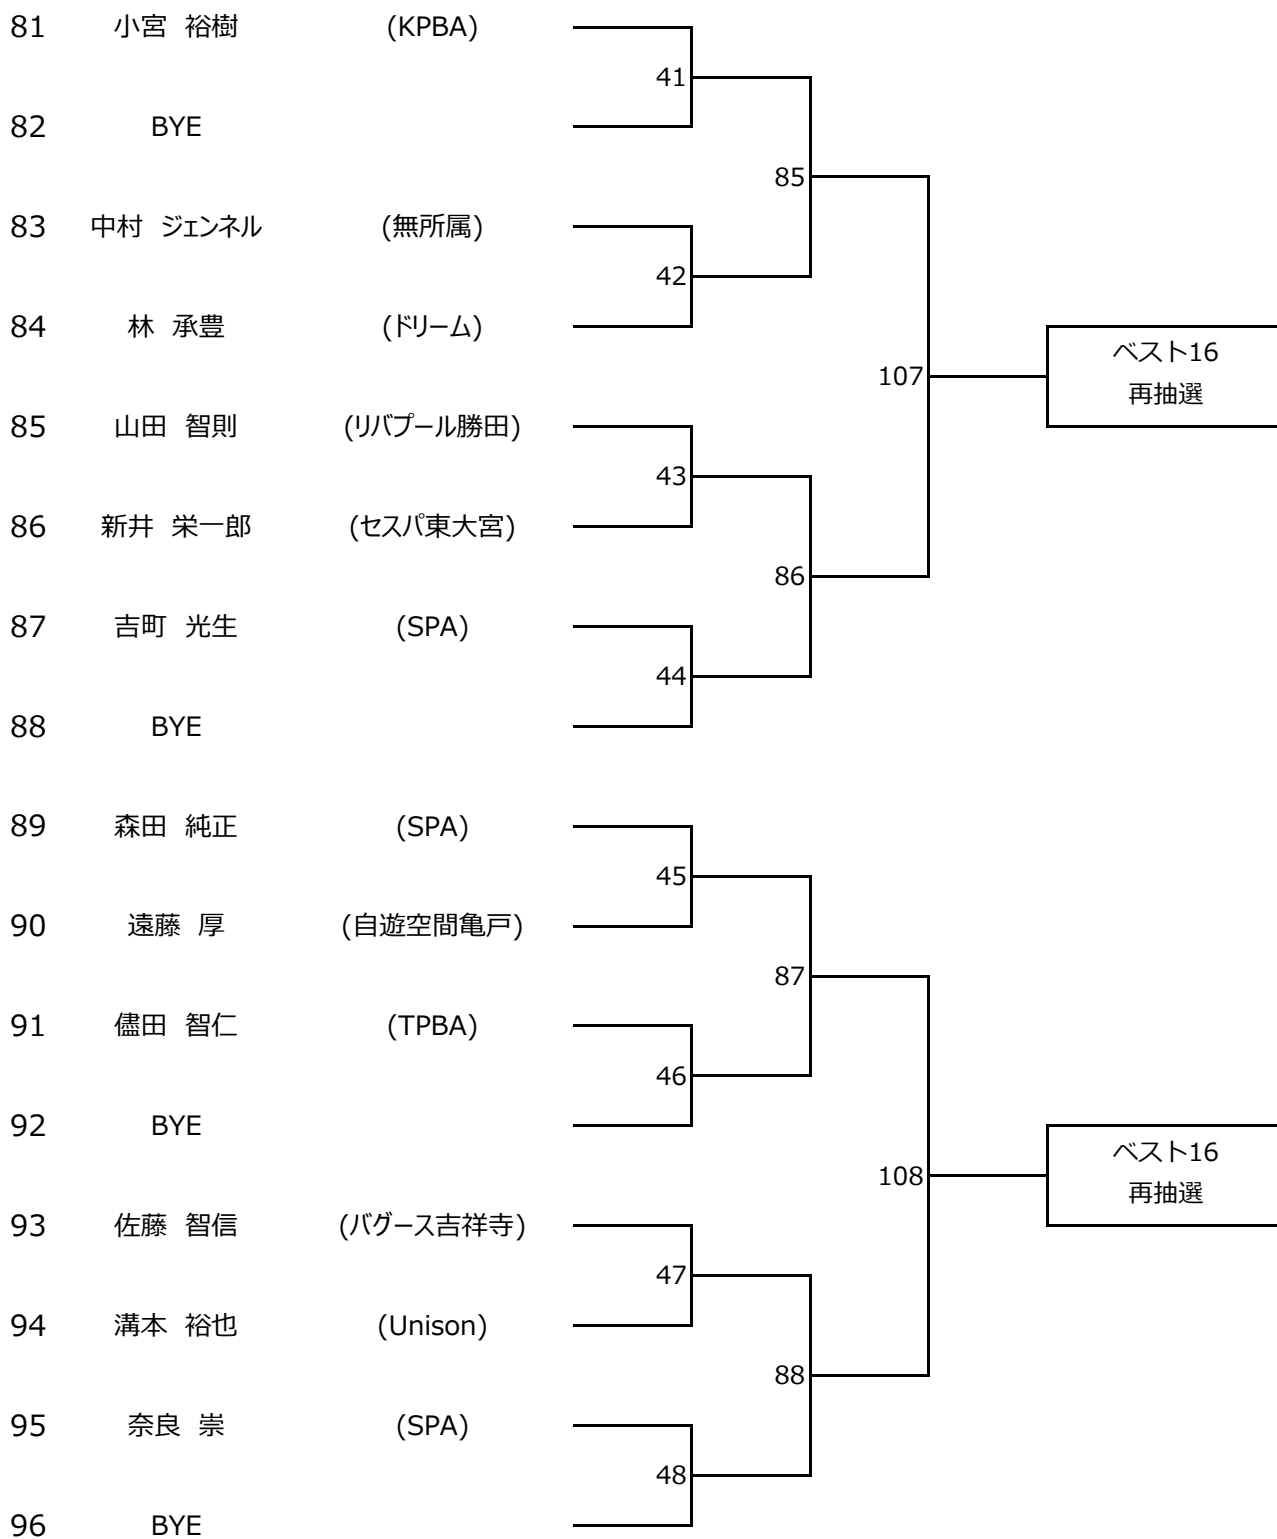 81 小宮 裕樹 (KPBA)
41
82 BYE
85
83 中村 ジェンネル (無所属)
42
84 林 承豊 (ドリーム)
ベスト16
107
再抽選
85 山田 智則 (リバプール勝田)
43
86 新井 栄一郎 (セスパ東大宮)
86
87 吉町 光生 (SPA)
44
88 BYE
89 森田 純正 (SPA)
45
90 遠藤 厚 (自遊空間亀戸)
87
91 儘田 智仁 (TPBA)
46
92 BYE
ベスト16
108
再抽選
93 佐藤 智信 (バグース吉祥寺)
47
94 溝本 裕也 (Unison)
88
95 奈良 崇 (SPA)
48
96 BYE